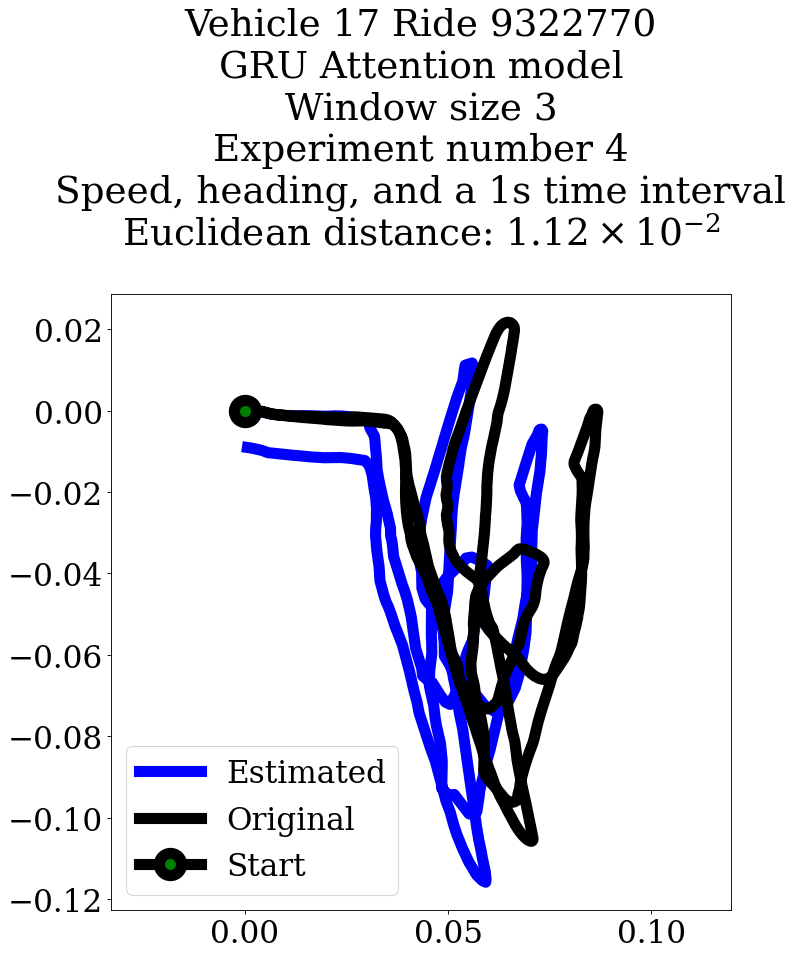 Vehicle 17 Ride 9322770
GRU Attention model
Window size 3
Experiment number 4
Speed, heading, and a 1s time interval
Euclidean distance: 1.12 × 10⁻²
0.02
0.00
−0.02
−0.04
−0.06
−0.08
−0.10
−0.12
Estimated
Original
Start
0.00
0.05
0.10